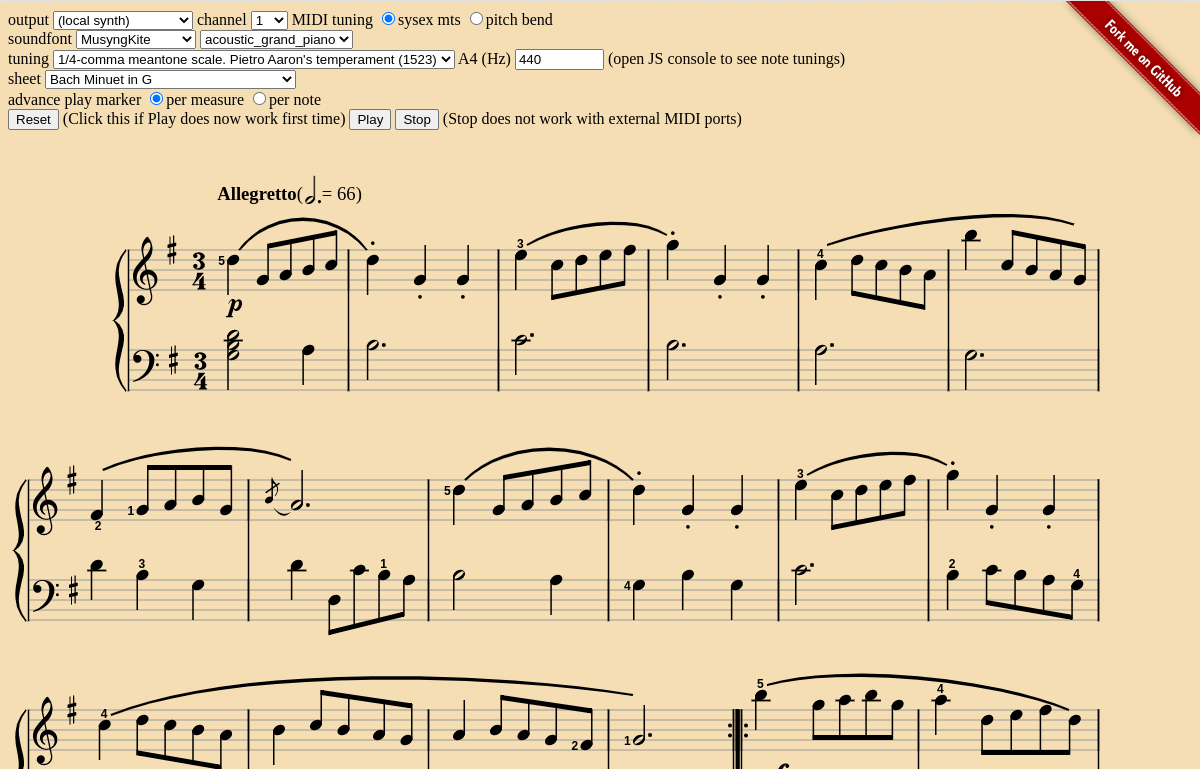 output (local synth) channel 1 MIDI tuning sysex mts pitch bend
soundfont MusyngKite acoustic_grand_piano
tuning 1/4-comma meantone scale. Pietro Aaron's temperament (1523) A4 (Hz) 440 (open JS console to see note tunings)
sheet Bach Minuet in G
advance play marker per measure per note
Reset (Click this if Play does now work first time) Play Stop (Stop does not work with external MIDI ports)
Fork me on GitHub
Allegretto( = 66)
5 3 4
3 4
p
3 4
2 1 5 3
3 1 4 2 4
4 2 1 5 4